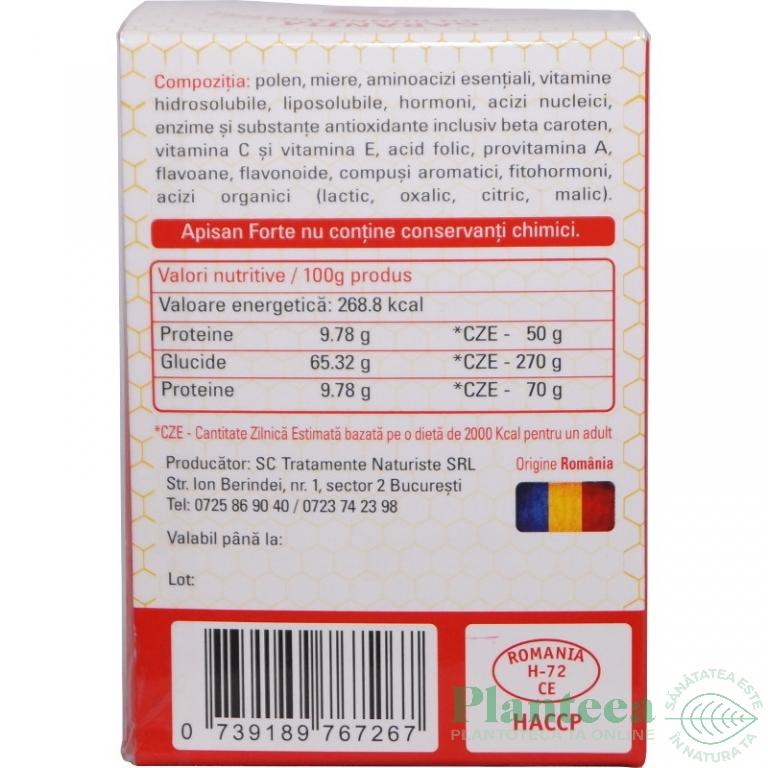 Compoziția: polen, miere, aminoacizi esențiali, vitamine
hidrosolubile, liposolubile, hormoni, acizi nucleici,
enzime și substanțe antioxidante inclusiv beta caroten,
vitamina C și vitamina E, acid folic, provitamina A,
flavoane, flavonoide, compuși aromatici, fitohormoni,
acizi organici (lactic, oxalic, citric, malic).
Apisan Forte nu conține conservanți chimici.
Valori nutritive / 100g produs
Valoare energetică: 268.8 kcal
Proteine 9.78 g *CZE - 50 g
Glucide 65.32 g *CZE - 270 g
Proteine 9.78 g *CZE - 70 g
*CZE - Cantitate Zilnică Estimată bazată pe o dietă de 2000 Kcal pentru un adult
Producător: SC Tratamente Naturiste SRL
Str. Ion Berindei, nr. 1, sector 2 București
Tel: 0725 86 90 40 / 0723 74 23 98
Origine România
Valabil până la:
Lot:
0 739189 767267
ROMANIA
H-72
CE
HACCP
Planteea
PLANTOTECA TA ONLINE
SĂNĂTATEA ESTE
ÎN NATURA TA